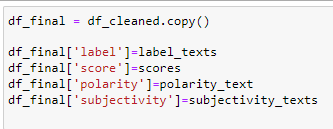 df_final = df_cleaned.copy()
df_final['label']=label_texts
df_final['score']=scores
df_final['polarity']=polarity_text
df_final['subjectivity']=subjectivity_texts